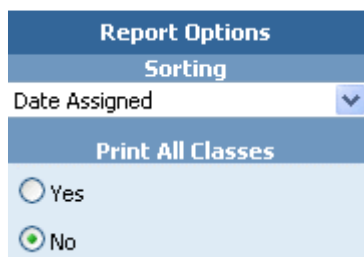 Report Options
Sorting
Date Assigned
Print All Classes
Yes
No